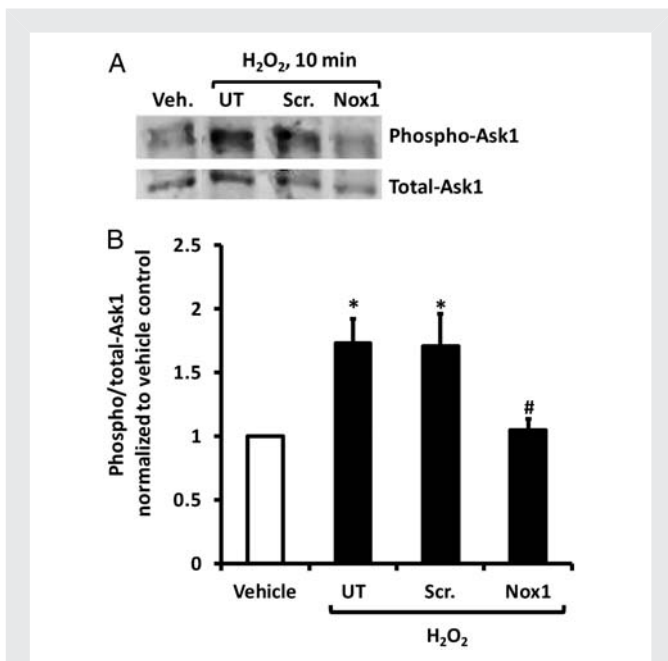 A
H₂O₂, 10 min
Veh. UT Scr. Nox1
Phospho-Ask1
Total-Ask1
B
Phospho/total-Ask1
normalized to vehicle control
2.5
2
1.5
1
0.5
0
* * #
Vehicle UT Scr. Nox1
H₂O₂